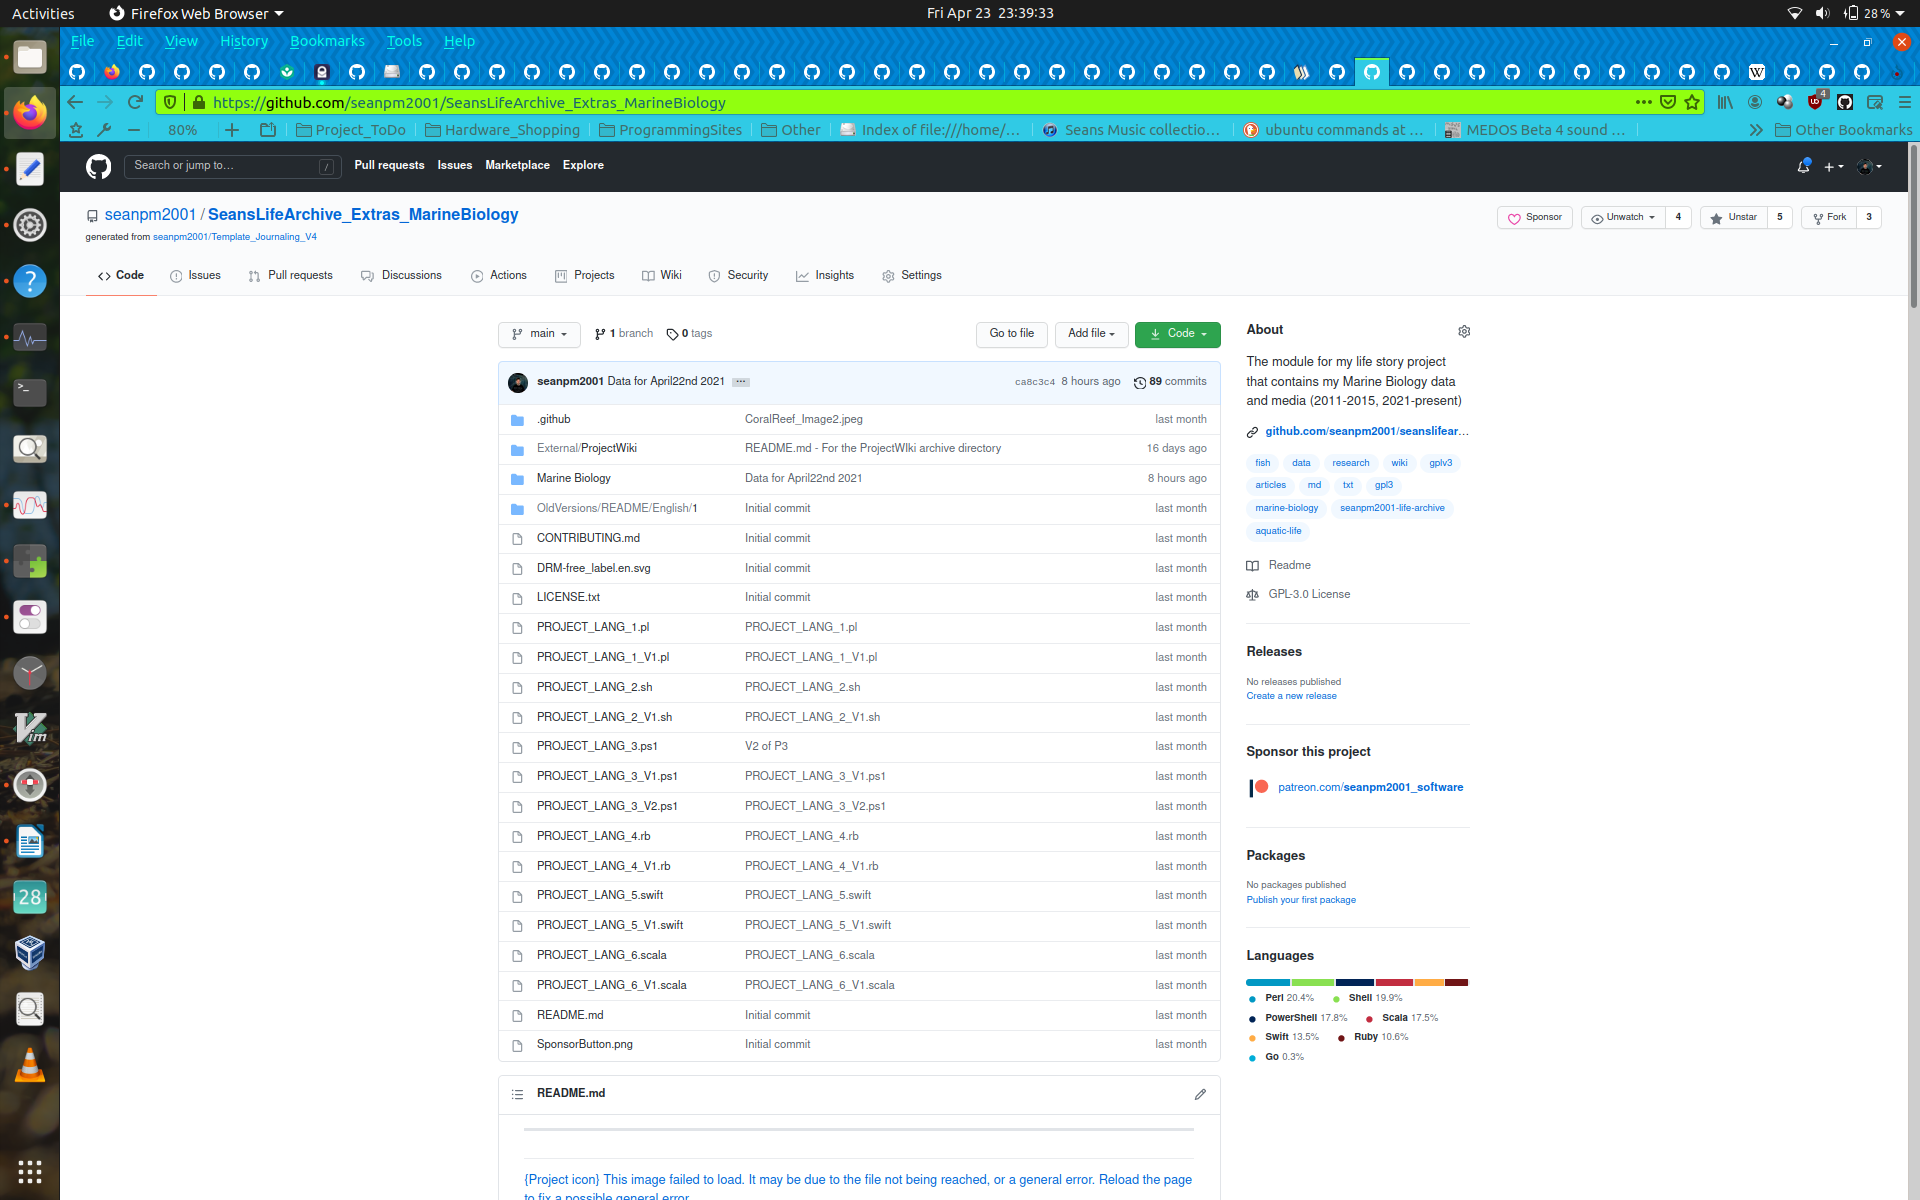 Activities Firefox Web Browser Fri Apr 23 23:39:33 28 %
File Edit View History Bookmarks Tools Help
https://github.com/seanpm2001/SeansLifeArchive_Extras_MarineBiology 4
80% Project_ToDo Hardware_Shopping ProgrammingSites Other Index of file:///home/… Seans Music collectio… ubuntu commands at … MEDOS Beta 4 sound … Other Bookmarks
Search or jump to… / Pull requests Issues Marketplace Explore
seanpm2001 / SeansLifeArchive_Extras_MarineBiology Sponsor Unwatch 4 Unstar 5 Fork 3
generated from seanpm2001/Template_Journaling_V4
Code Issues Pull requests Discussions Actions Projects Wiki Security Insights Settings
main 1 branch 0 tags Go to file Add file Code
seanpm2001 Data for April22nd 2021 ... ca8c3c4 8 hours ago 89 commits
.github CoralReef_Image2.jpeg last month
External/ProjectWiki README.md - For the ProjectWIki archive directory 16 days ago
Marine Biology Data for April22nd 2021 8 hours ago
OldVersions/README/English/1 Initial commit last month
CONTRIBUTING.md Initial commit last month
DRM-free_label.en.svg Initial commit last month
LICENSE.txt Initial commit last month
PROJECT_LANG_1.pl PROJECT_LANG_1.pl last month
PROJECT_LANG_1_V1.pl PROJECT_LANG_1_V1.pl last month
PROJECT_LANG_2.sh PROJECT_LANG_2.sh last month
PROJECT_LANG_2_V1.sh PROJECT_LANG_2_V1.sh last month
PROJECT_LANG_3.ps1 V2 of P3 last month
PROJECT_LANG_3_V1.ps1 PROJECT_LANG_3_V1.ps1 last month
PROJECT_LANG_3_V2.ps1 PROJECT_LANG_3_V2.ps1 last month
PROJECT_LANG_4.rb PROJECT_LANG_4.rb last month
PROJECT_LANG_4_V1.rb PROJECT_LANG_4_V1.rb last month
PROJECT_LANG_5.swift PROJECT_LANG_5.swift last month
PROJECT_LANG_5_V1.swift PROJECT_LANG_5_V1.swift last month
PROJECT_LANG_6.scala PROJECT_LANG_6.scala last month
PROJECT_LANG_6_V1.scala PROJECT_LANG_6_V1.scala last month
README.md Initial commit last month
SponsorButton.png Initial commit last month
README.md
{Project icon} This image failed to load. It may be due to the file not being reached, or a general error. Reload the page
to fix a possible general error.
About
The module for my life story project
that contains my Marine Biology data
and media (2011-2015, 2021-present)
github.com/seanpm2001/seanslifear…
fish data research wiki gplv3
articles md txt gpl3
marine-biology seanpm2001-life-archive
aquatic-life
Readme
GPL-3.0 License
Releases
No releases published
Create a new release
Sponsor this project
patreon.com/seanpm2001_software
Packages
No packages published
Publish your first package
Languages
Perl 20.4% Shell 19.9%
PowerShell 17.8% Scala 17.5%
Swift 13.5% Ruby 10.6%
Go 0.3%
28
Vim